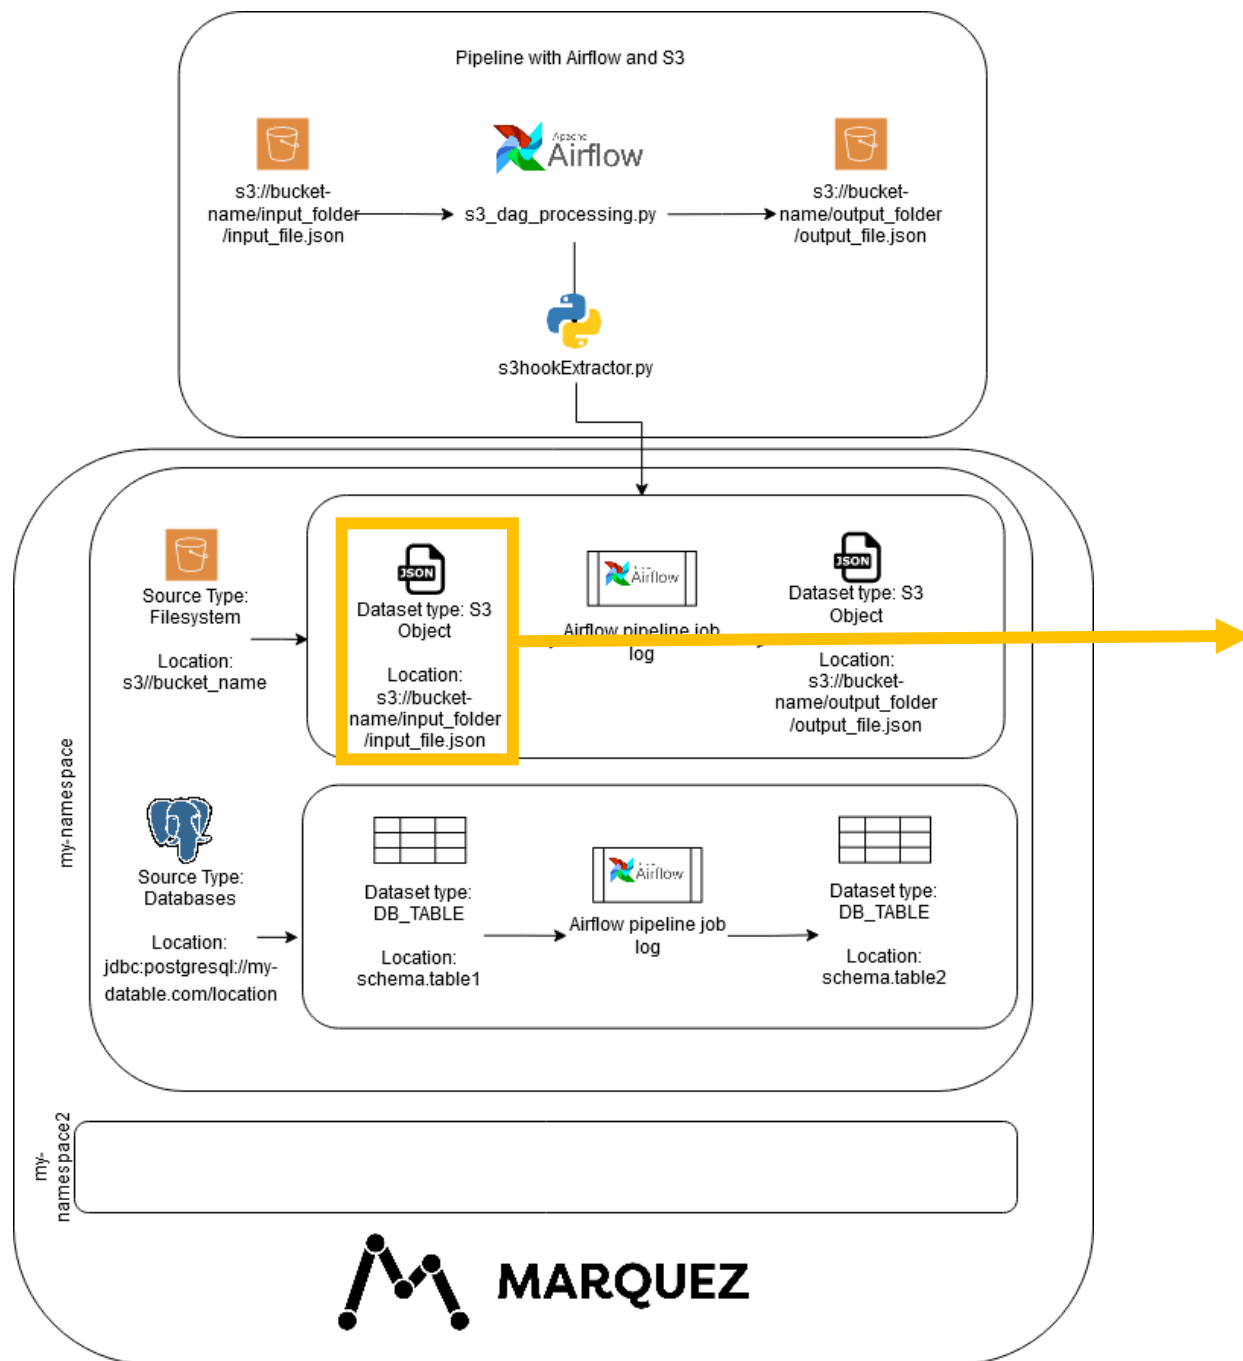 Pipeline with Airflow and S3
Apache
Airflow
s3://bucket-
name/input_folder
/input_file.json
s3_dag_processing.py
s3://bucket-
name/output_folder
/output_file.json
s3hookExtractor.py
my-namespace
Source Type:
Filesystem
Location:
s3//bucket_name
JSON
Dataset type: S3
Object
Location:
s3://bucket-
name/input_folder
/input_file.json
Airflow
Airflow pipeline job
log
JSON
Dataset type: S3
Object
Location:
s3://bucket-
name/output_folder
/output_file.json
Source Type:
Databases
Location:
jdbc:postgresql://my-
datable.com/location
Dataset type:
DB_TABLE
Location:
schema.table1
Airflow
Airflow pipeline job
log
Dataset type:
DB_TABLE
Location:
schema.table2
my-
namespace2
MARQUEZ